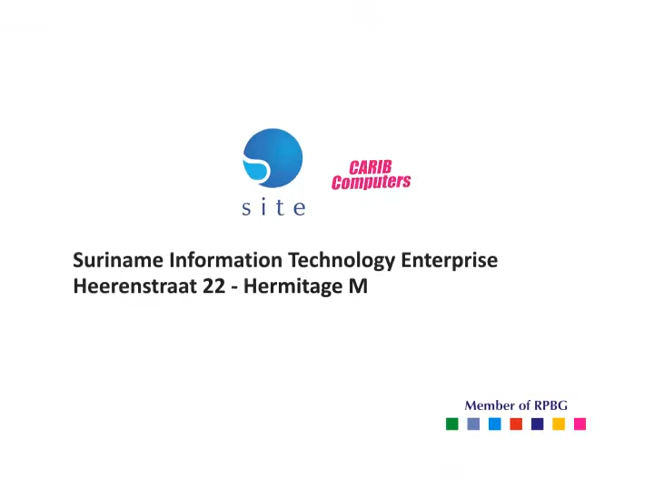 site
CARIB
Computers
Suriname Information Technology Enterprise
Heerenstraat 22 - Hermitage M
Member of RPBG